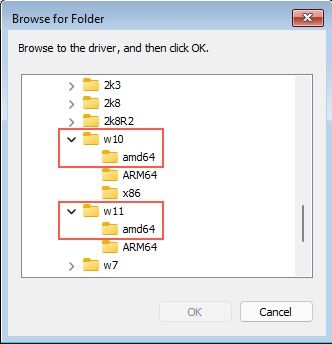 Browse for Folder
Browse to the driver, and then click OK.
2k3
2k8
2k8R2
w10
amd64
ARM64
x86
w11
amd64
ARM64
w7
OK
Cancel